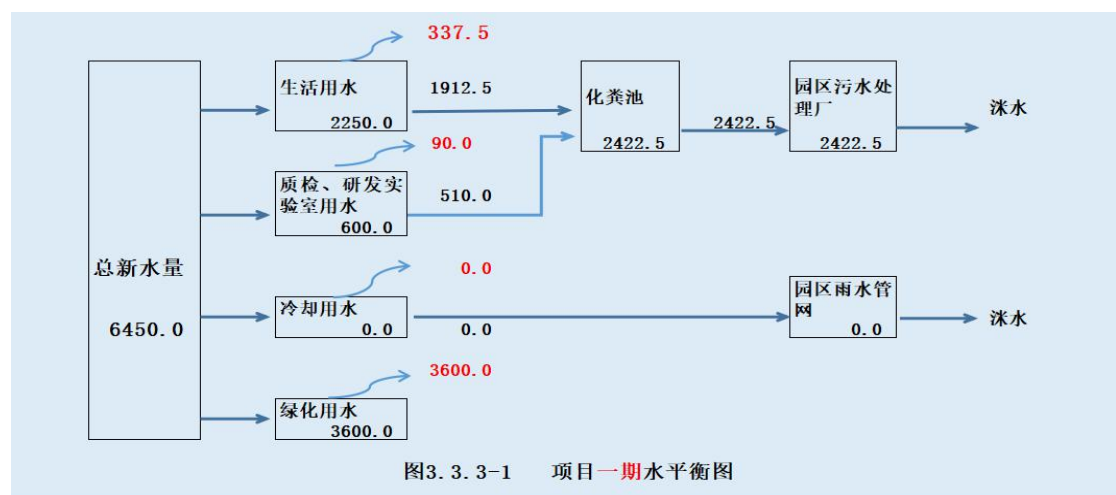 总新水量
6450.0
337.5
生活用水
2250.0
1912.5
90.0
质检、研发实
验室用水
600.0
510.0
0.0
冷却用水
0.0
0.0
3600.0
绿化用水
3600.0
化粪池
2422.5
2422.5
园区污水处
理厂
2422.5
洣水
园区雨水管
网
0.0
洣水
图3.3.3-1 项目一期水平衡图